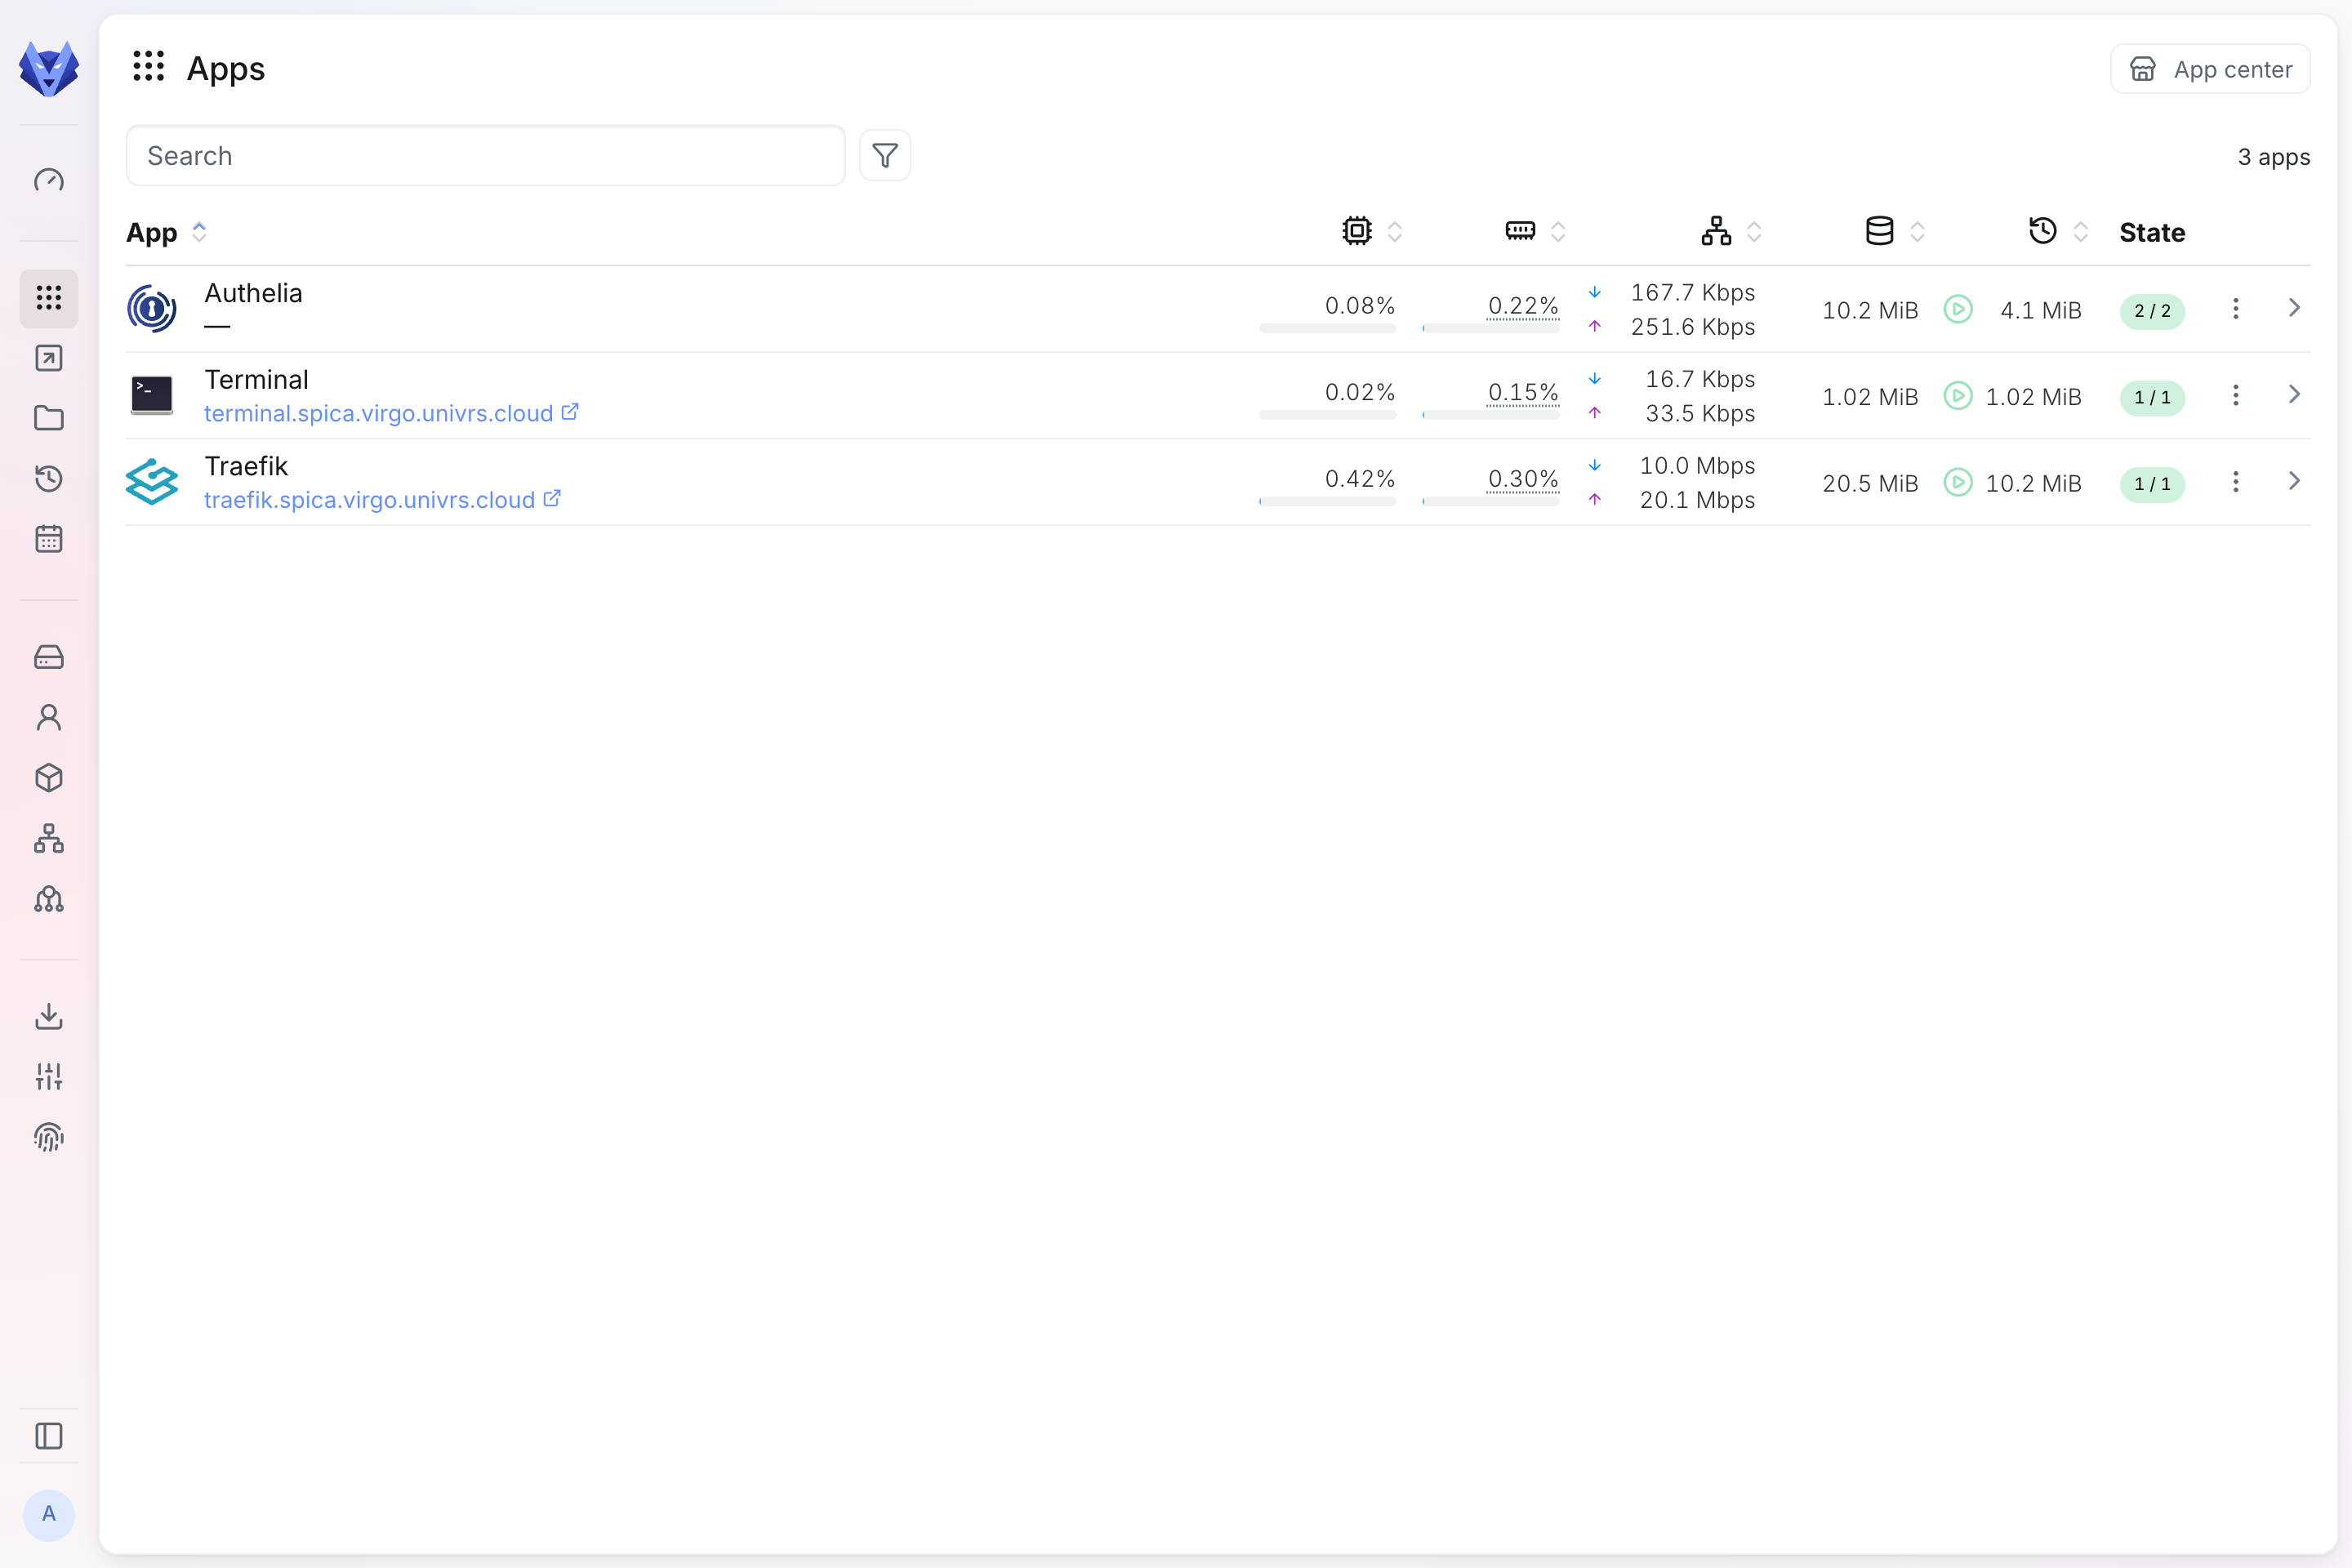 Apps
App center
Search
3 apps
App
State
Authelia
—
0.08%
0.22%
167.7 Kbps
251.6 Kbps
10.2 MiB
4.1 MiB
2 / 2
>_
Terminal
terminal.spica.virgo.univrs.cloud
0.02%
0.15%
16.7 Kbps
33.5 Kbps
1.02 MiB
1.02 MiB
1 / 1
Traefik
traefik.spica.virgo.univrs.cloud
0.42%
0.30%
10.0 Mbps
20.1 Mbps
20.5 MiB
10.2 MiB
1 / 1
A